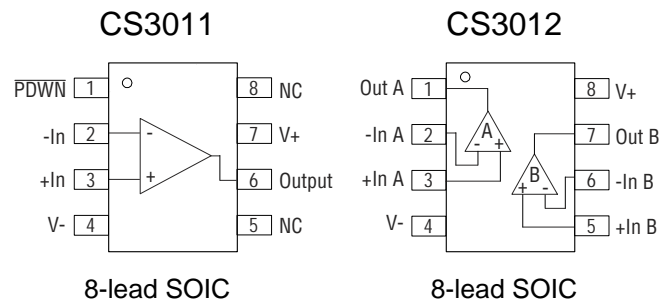 CS3011
PDWN 1 8 NC
-In 2 - 7 V+
+In 3 + 6 Output
V- 4 5 NC
8-lead SOIC
CS3012
Out A 1 8 V+
-In A 2 A - + 7 Out B
+In A 3 B + - 6 -In B
V- 4 5 +In B
8-lead SOIC